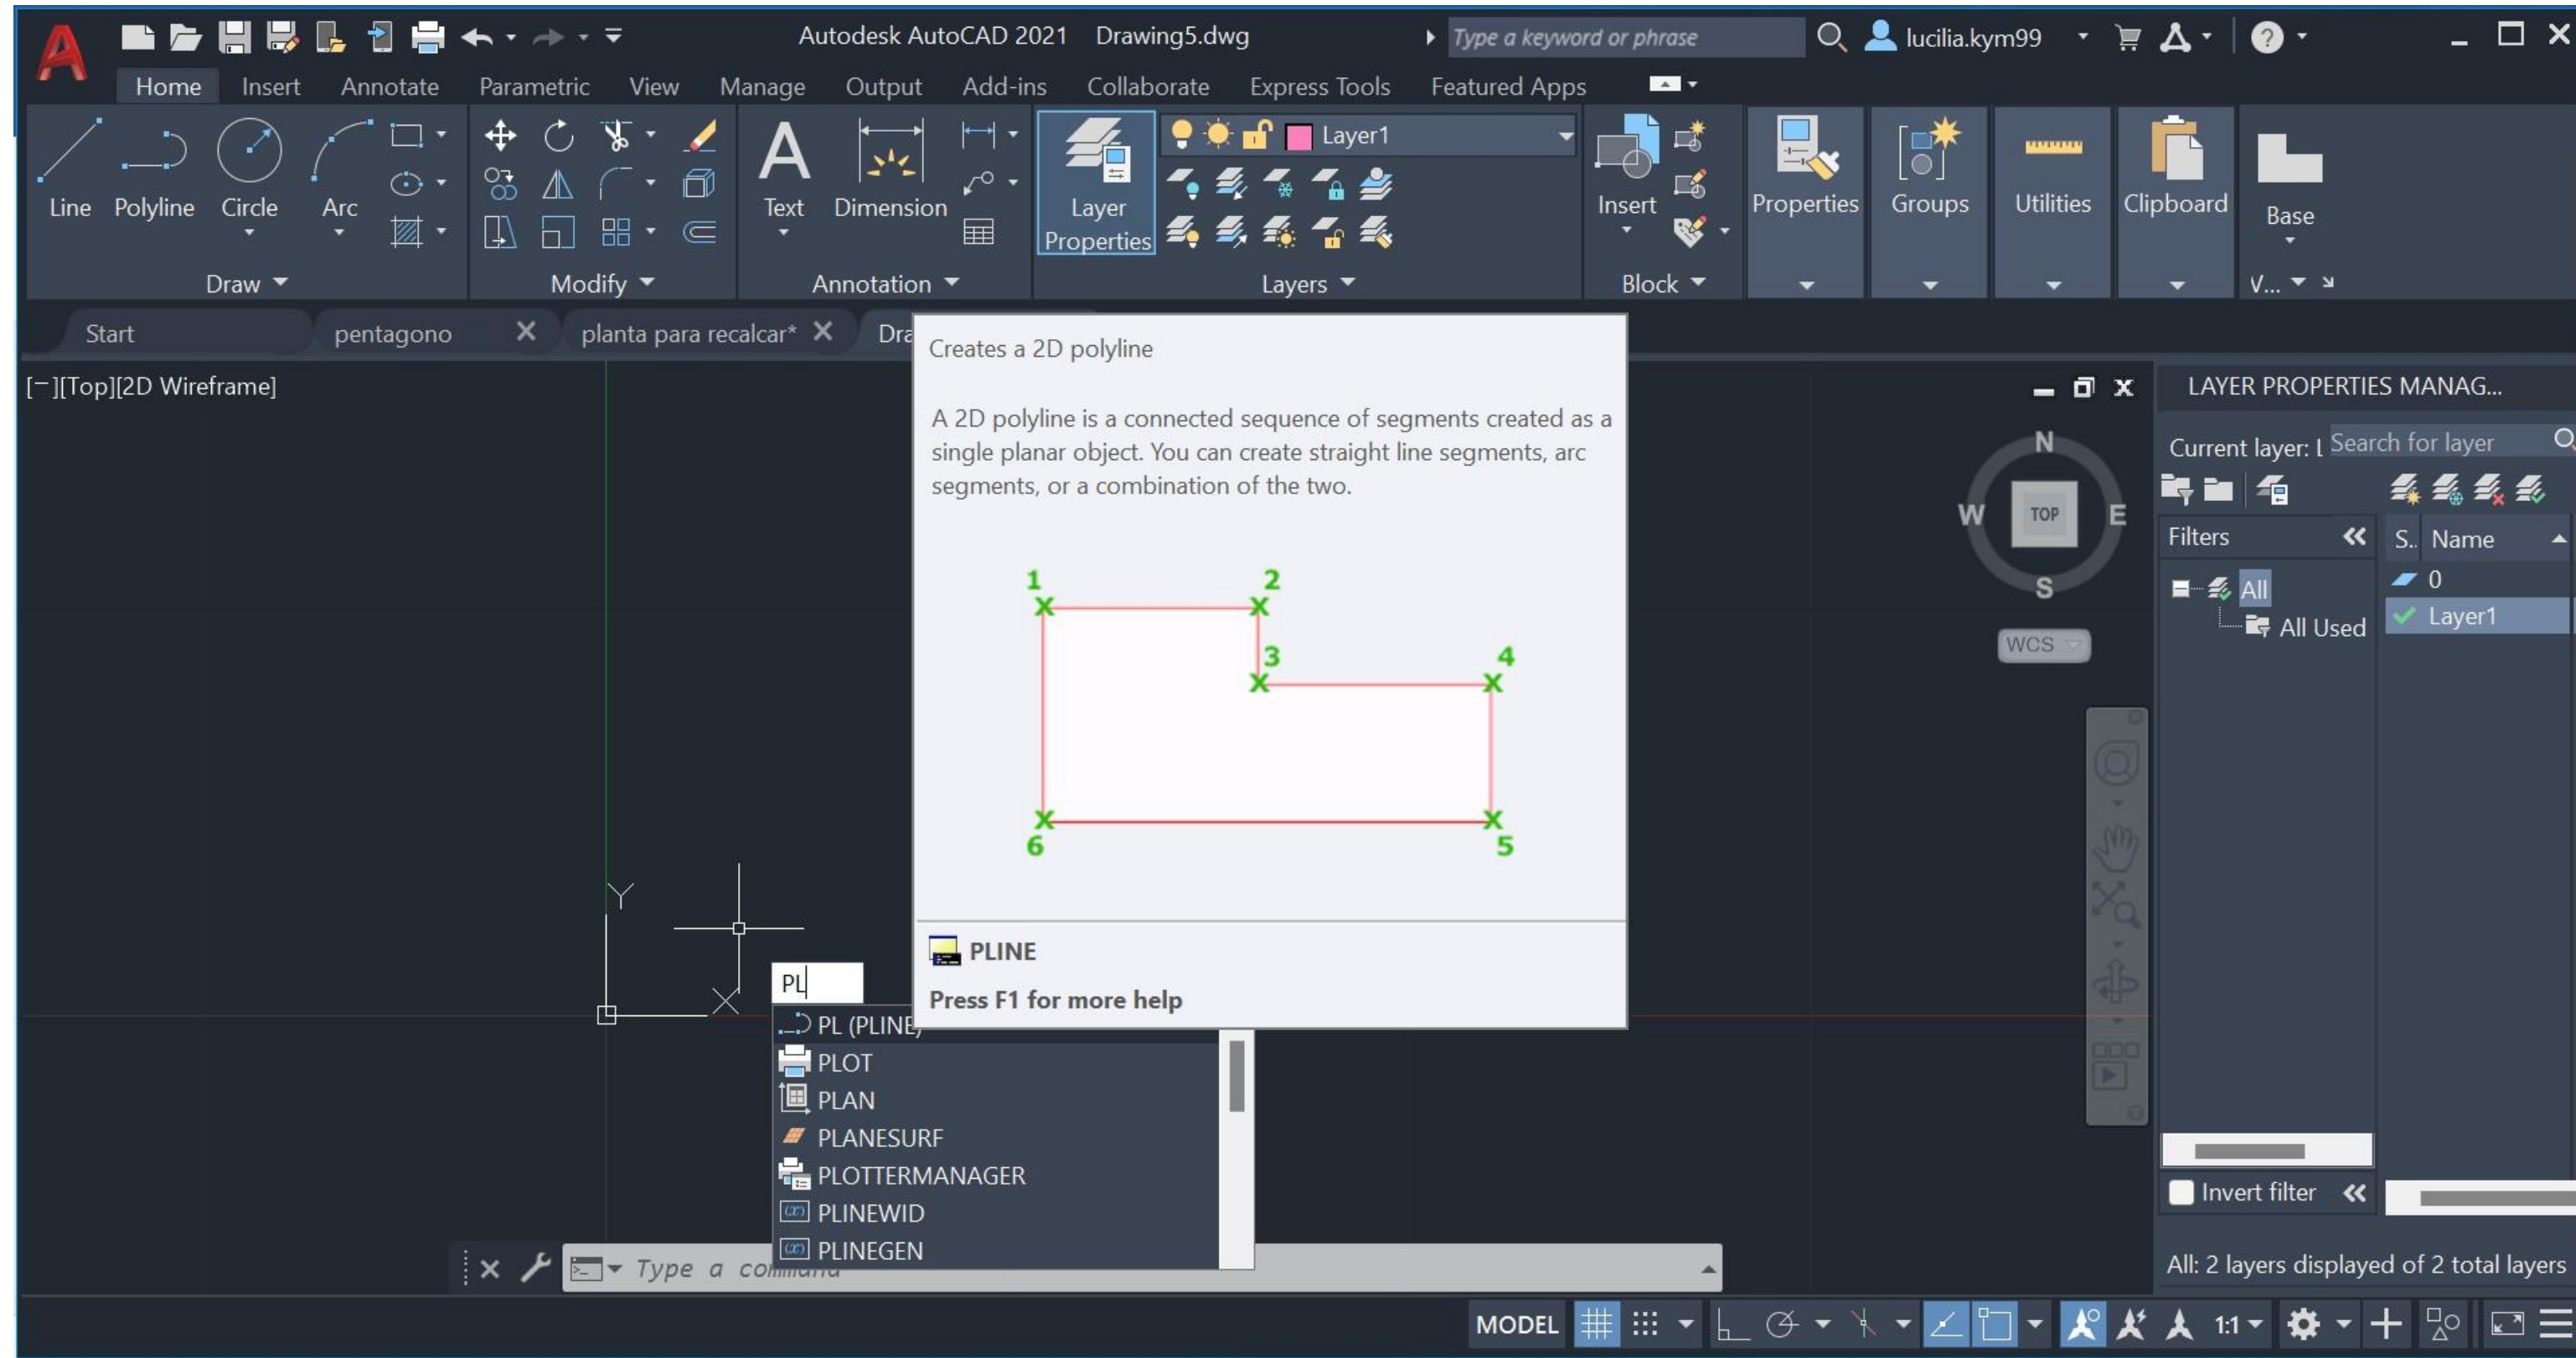 Autodesk AutoCAD 2021 Drawing5.dwg
Type a keyword or phrase
lucilia.kym99
Home Insert Annotate Parametric View Manage Output Add-ins Collaborate Express Tools Featured Apps
Line Polyline Circle Arc
Text Dimension
Layer
Properties
Layer1
Insert
Properties
Groups
Utilities
Clipboard
Base
Draw Modify Annotation Layers Block V...
Start pentagono planta para recalcar* Dra
[−][Top][2D Wireframe]
Creates a 2D polyline
A 2D polyline is a connected sequence of segments created as a
single planar object. You can create straight line segments, arc
segments, or a combination of the two.
1 2
3 4
6 5
PLINE
Press F1 for more help
Y
X
PL
PL (PLINE)
PLOT
PLAN
PLANESURF
PLOTTERMANAGER
PLINEWID
PLINEGEN
Type a command
N
W TOP E
S
WCS
LAYER PROPERTIES MANAG...
Current layer: L Search for layer
Filters S.. Name
All 0
All Used Layer1
Invert filter
All: 2 layers displayed of 2 total layers
MODEL 1:1